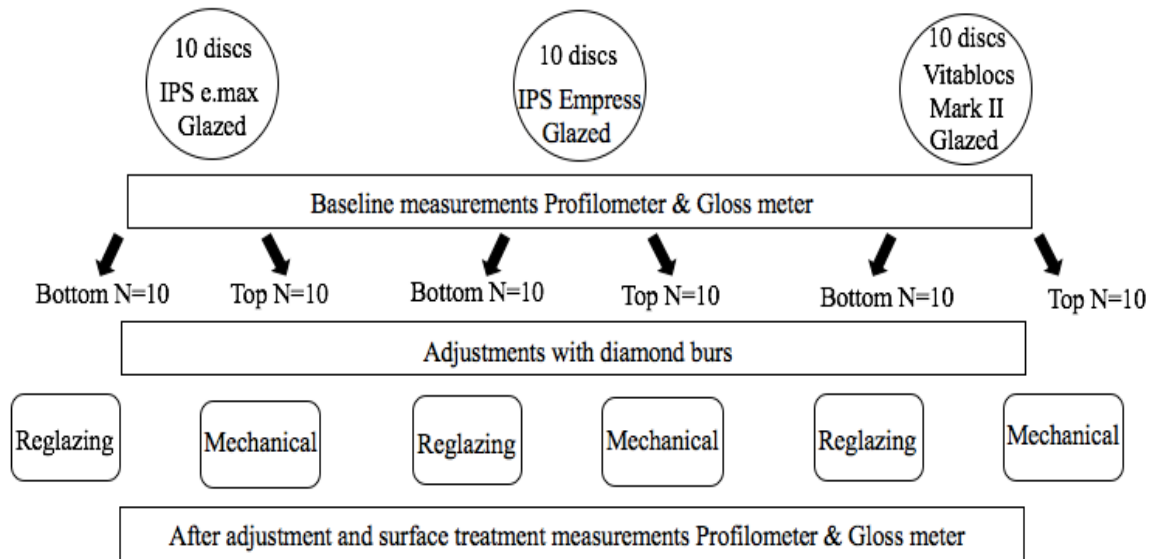 10 discs
IPS e.max
Glazed
10 discs
IPS Empress
Glazed
10 discs
Vitablocs
Mark II
Glazed
Baseline measurements Profilometer & Gloss meter
Bottom N=10
Top N=10
Bottom N=10
Top N=10
Bottom N=10
Top N=10
Adjustments with diamond burs
Reglazing
Mechanical
Reglazing
Mechanical
Reglazing
Mechanical
After adjustment and surface treatment measurements Profilometer & Gloss meter